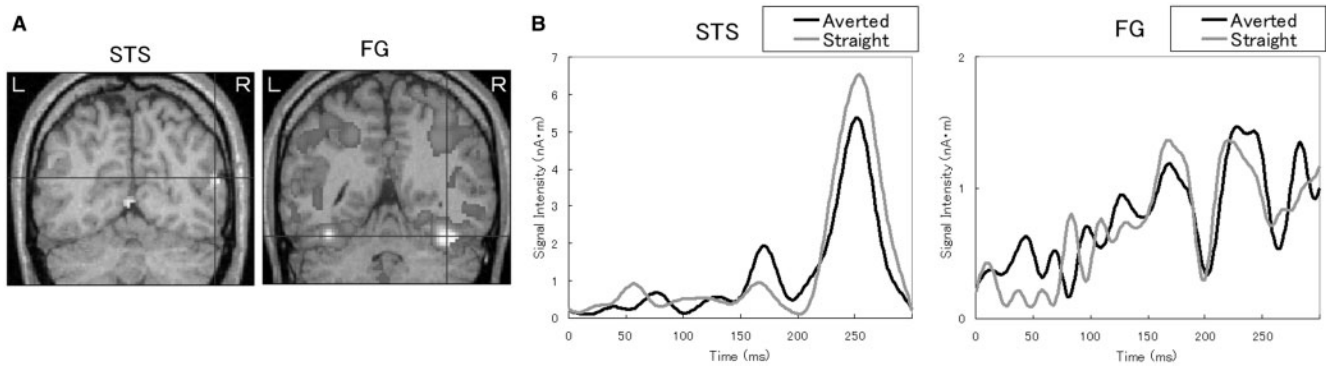 A
STS
FG
L
R
L
R
B
STS
Averted
Straight
Signal Intensity (nA・m)
7
6
5
4
3
2
1
0
0 50 100 150 200 250
Time (ms)
FG
Averted
Straight
Signal Intensity (nA・m)
2
1
0
0 50 100 150 200 250
Time (ms)